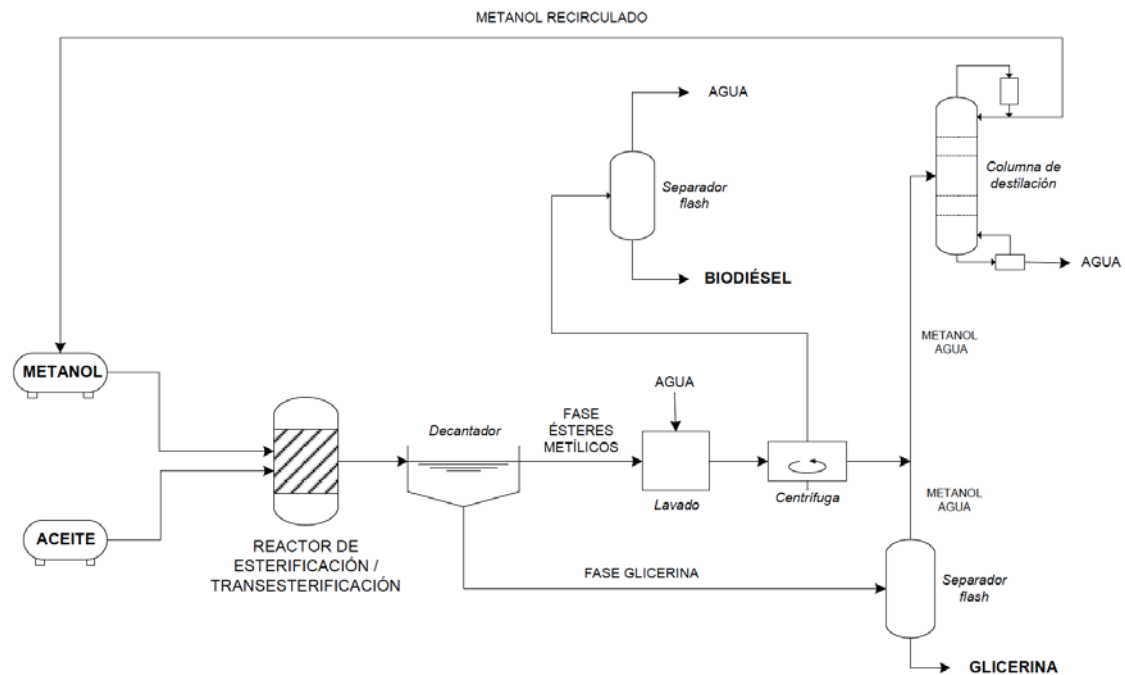 METANOL RECIRCULADO
AGUA
Separador
flash
Columna de
destilación
BIODIÉSEL
AGUA
METANOL
AGUA
METANOL
AGUA
FASE
ÉSTERES
METÍLICOS
Decantador
Lavado
Centrífuga
METANOL
AGUA
ACEITE
REACTOR DE
ESTERIFICACIÓN /
TRANSESTERIFICACIÓN
FASE GLICERINA
Separador
flash
GLICERINA